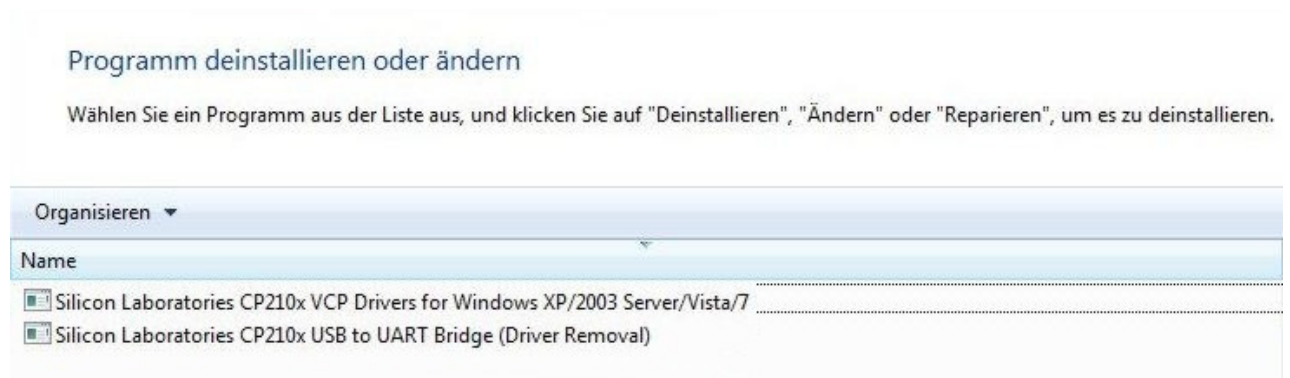 Programm deinstallieren oder ändern
Wählen Sie ein Programm aus der Liste aus, und klicken Sie auf "Deinstallieren", "Ändern" oder "Reparieren", um es zu deinstallieren.
Organisieren
Name
Silicon Laboratories CP210x VCP Drivers for Windows XP/2003 Server/Vista/7
Silicon Laboratories CP210x USB to UART Bridge (Driver Removal)